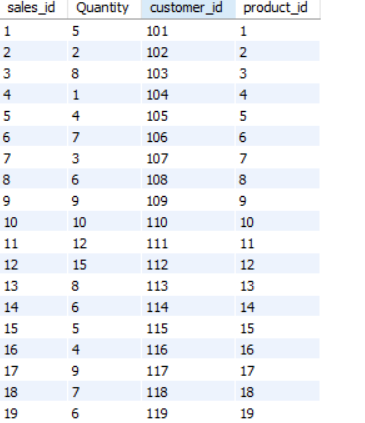 sales_id Quantity customer_id product_id
1 5 101 1
2 2 102 2
3 8 103 3
4 1 104 4
5 4 105 5
6 7 106 6
7 3 107 7
8 6 108 8
9 9 109 9
10 10 110 10
11 12 111 11
12 15 112 12
13 8 113 13
14 6 114 14
15 5 115 15
16 4 116 16
17 9 117 17
18 7 118 18
19 6 119 19